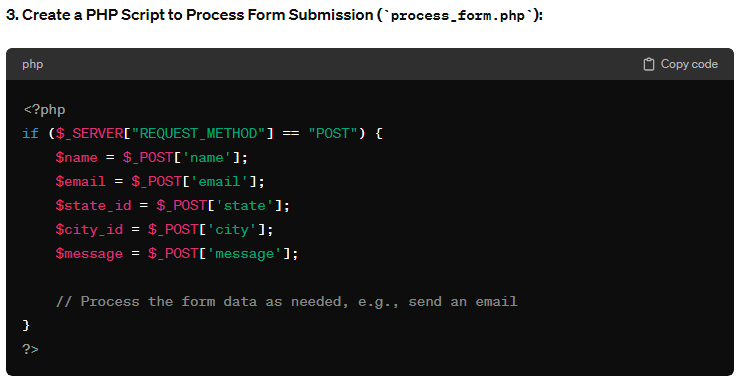 3. Create a PHP Script to Process Form Submission (`process_form.php`):
php Copy code
<?php
if ($_SERVER["REQUEST_METHOD"] == "POST") {
    $name = $_POST['name'];
    $email = $_POST['email'];
    $state_id = $_POST['state'];
    $city_id = $_POST['city'];
    $message = $_POST['message'];

    // Process the form data as needed, e.g., send an email
}
?>